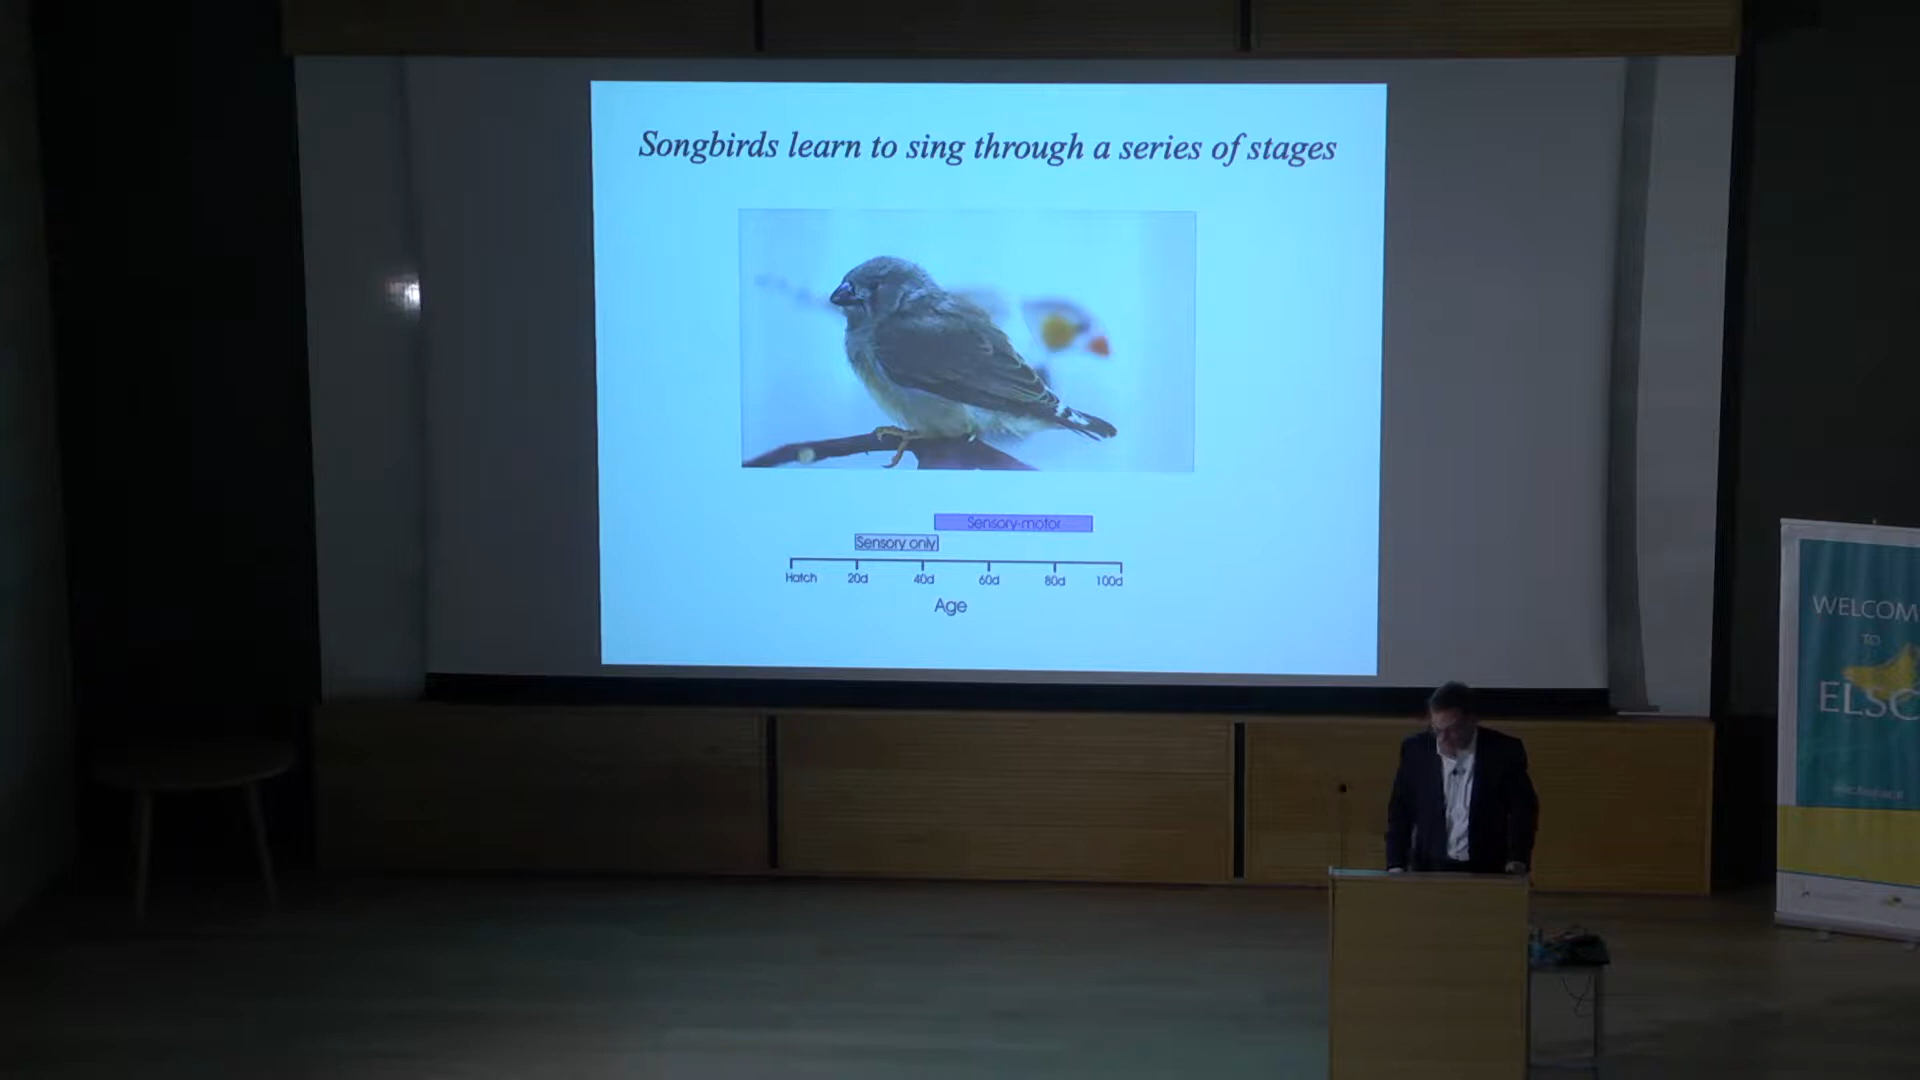 Songbirds learn to sing through a series of stages
Sensory-motor
Sensory only
Hatch 20d 40d 60d 80d 100d
Age
WELCOM
TO
ELSC